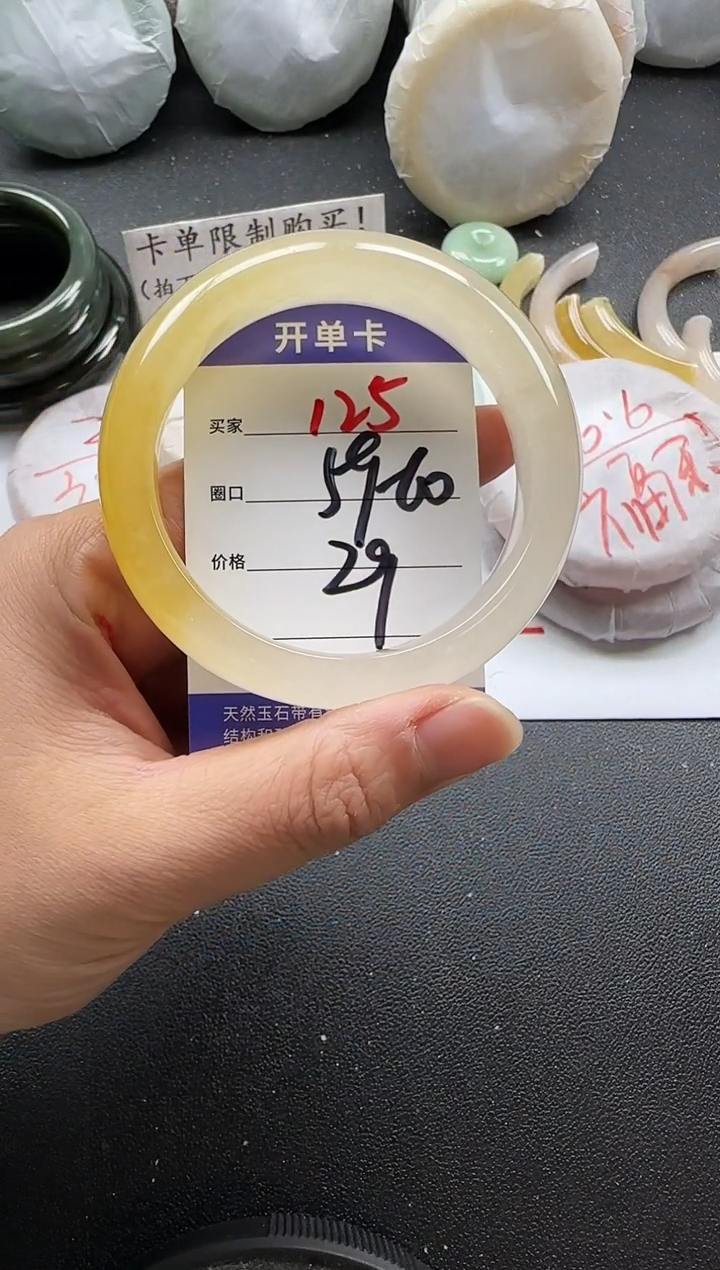 卡单限制购买!
(拍
开单卡
买家 125
圈口 59-60
价格 29
天然玉石带有
结构和